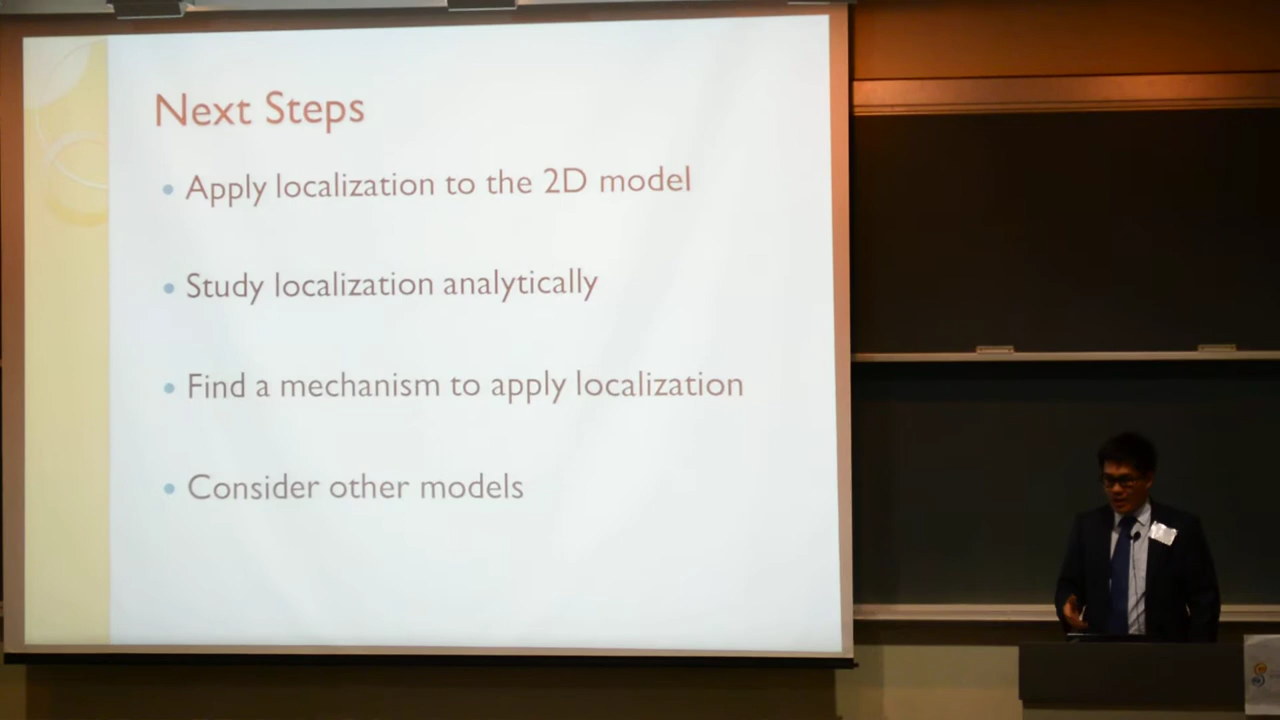 Next Steps
Apply localization to the 2D model
Study localization analytically
Find a mechanism to apply localization
Consider other models